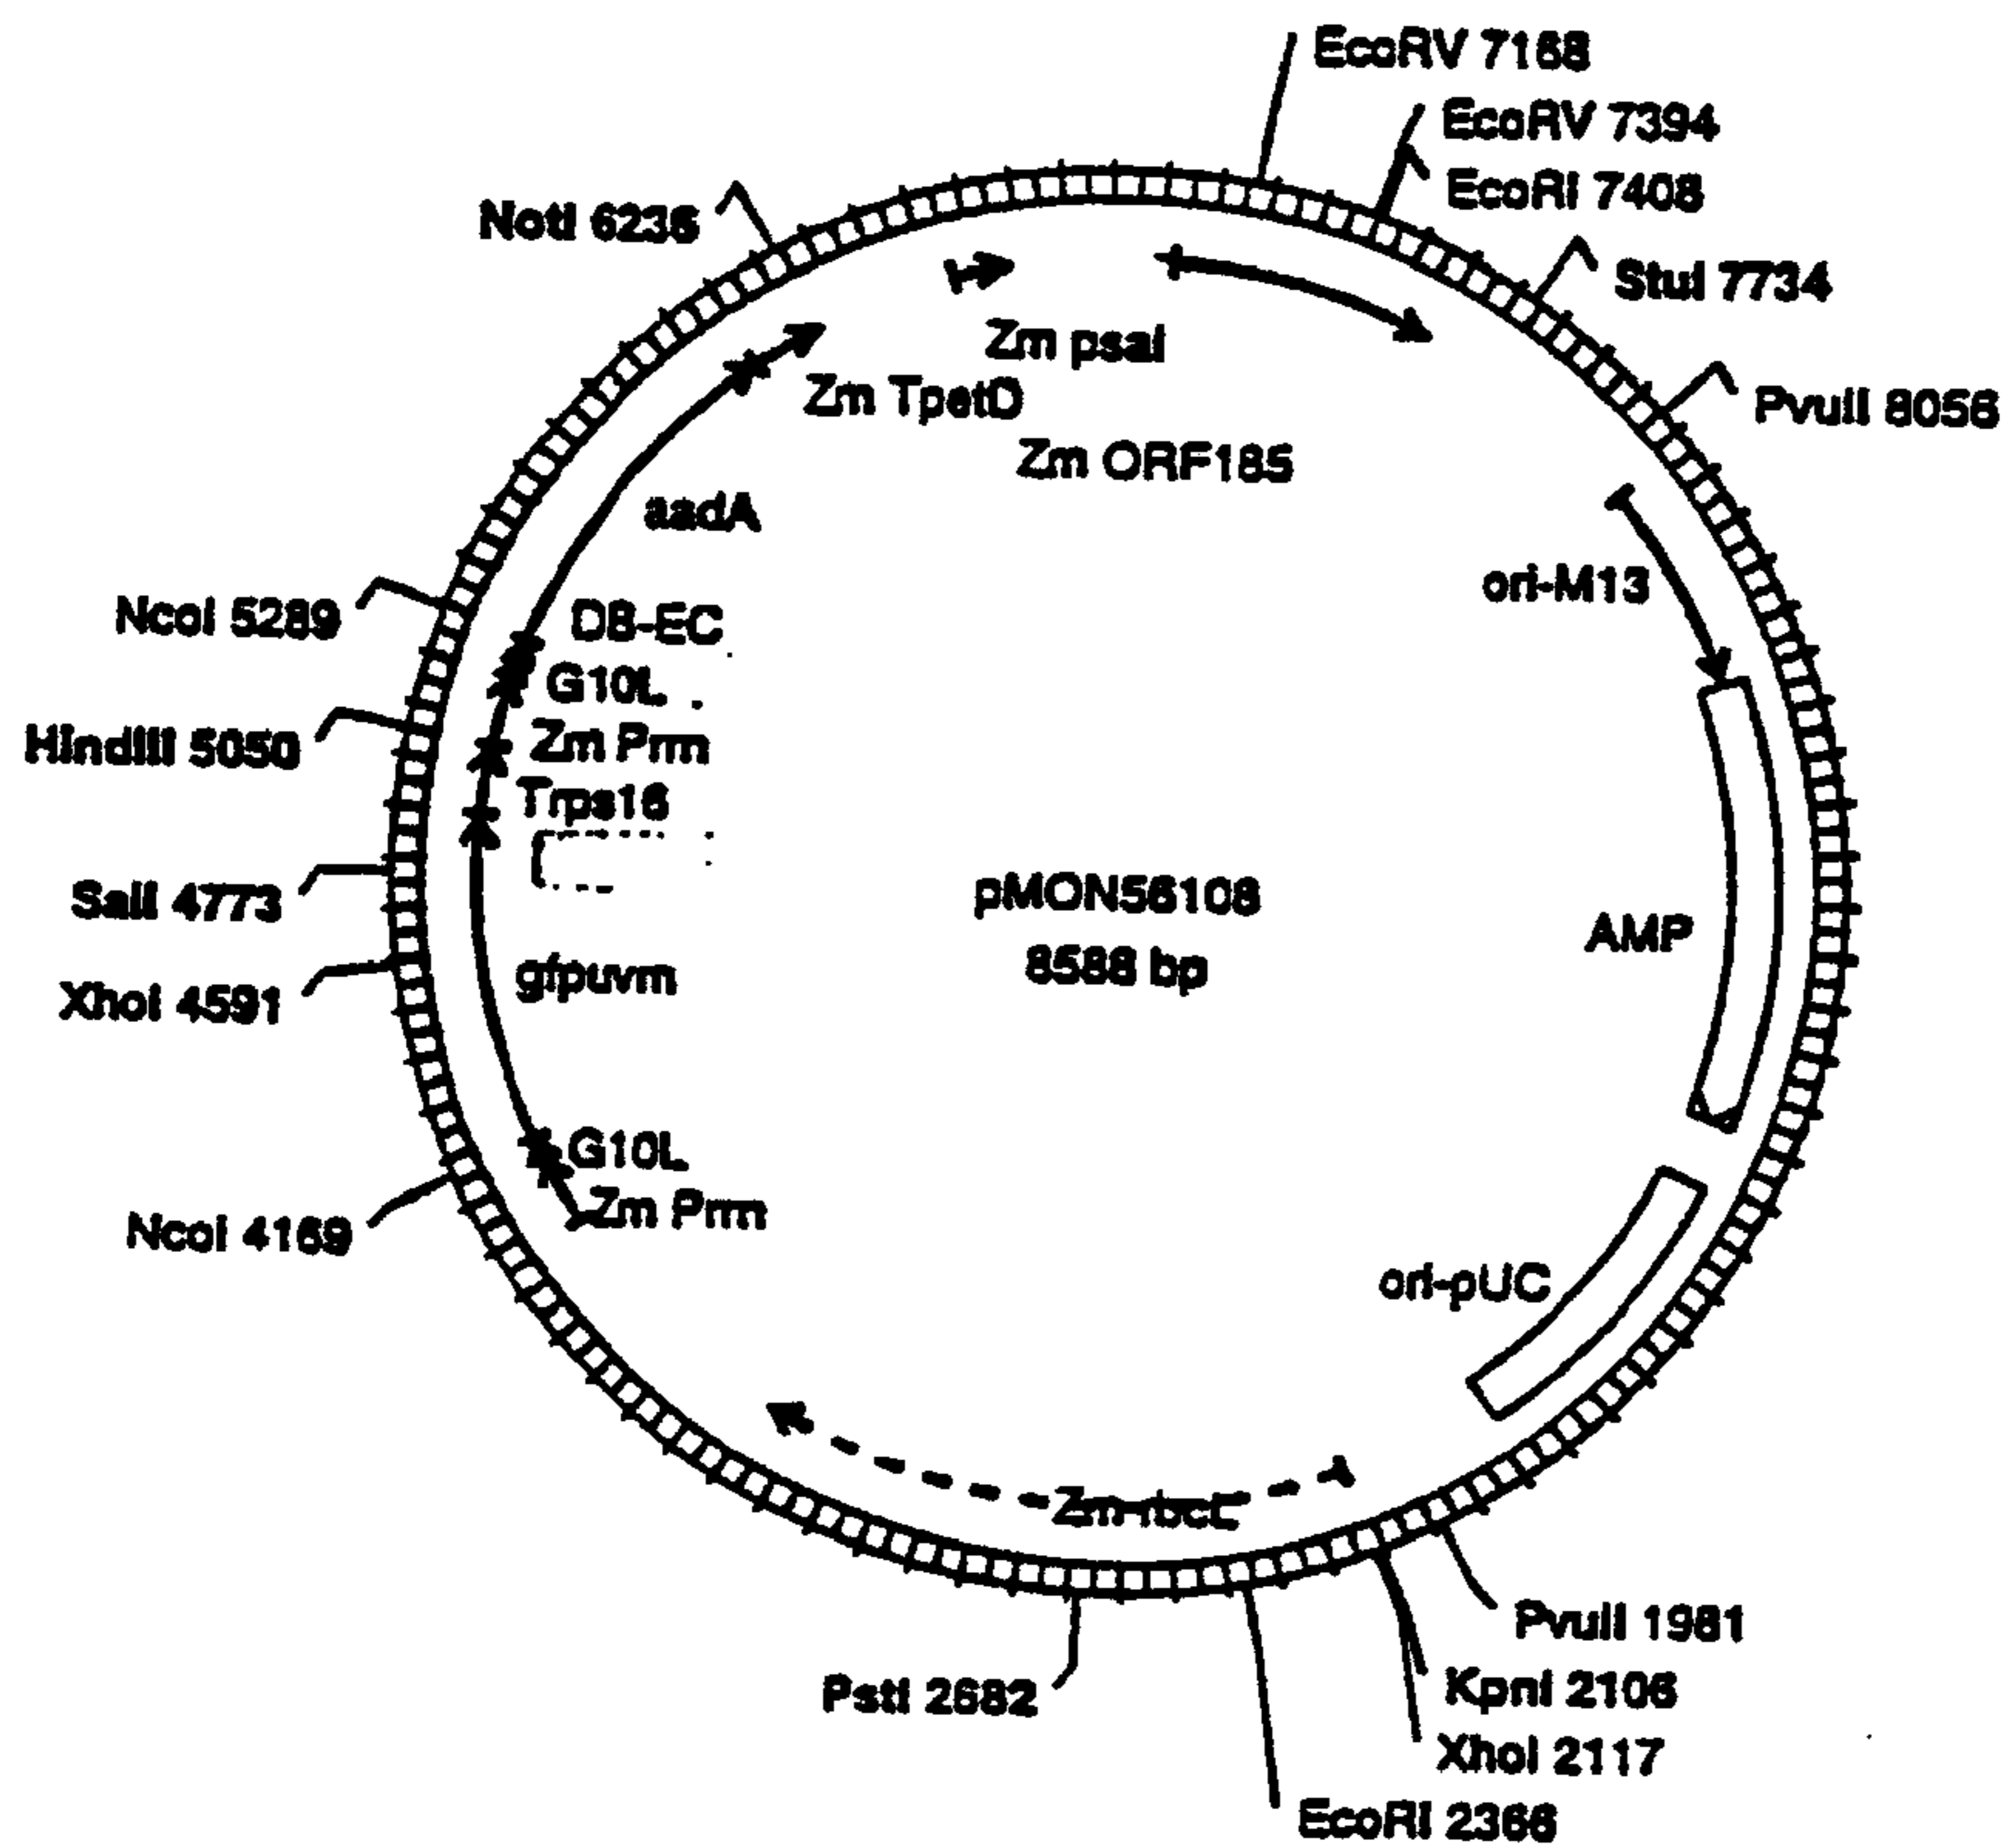 EcoRV 7168
EcoRV 7394
EcoRI 7408
NotI 6236
StuI 7734
Zm psaI
Zm TpetD
PvuII 8056
Zm ORF185
aadA
ori-M13
NcoI 5289
OB-EC
G10L
Zm Prrn
HindIII 5050
Trps16
SalI 4773
pMON56108
AMP
8588 bp
gfpuvm
XhoI 4591
G10L
Zm Prrn
NcoI 4169
ori-pUC
Zm rbcL
PvuII 1981
PstI 2682
KpnI 2106
XhoI 2117
EcoRI 2366